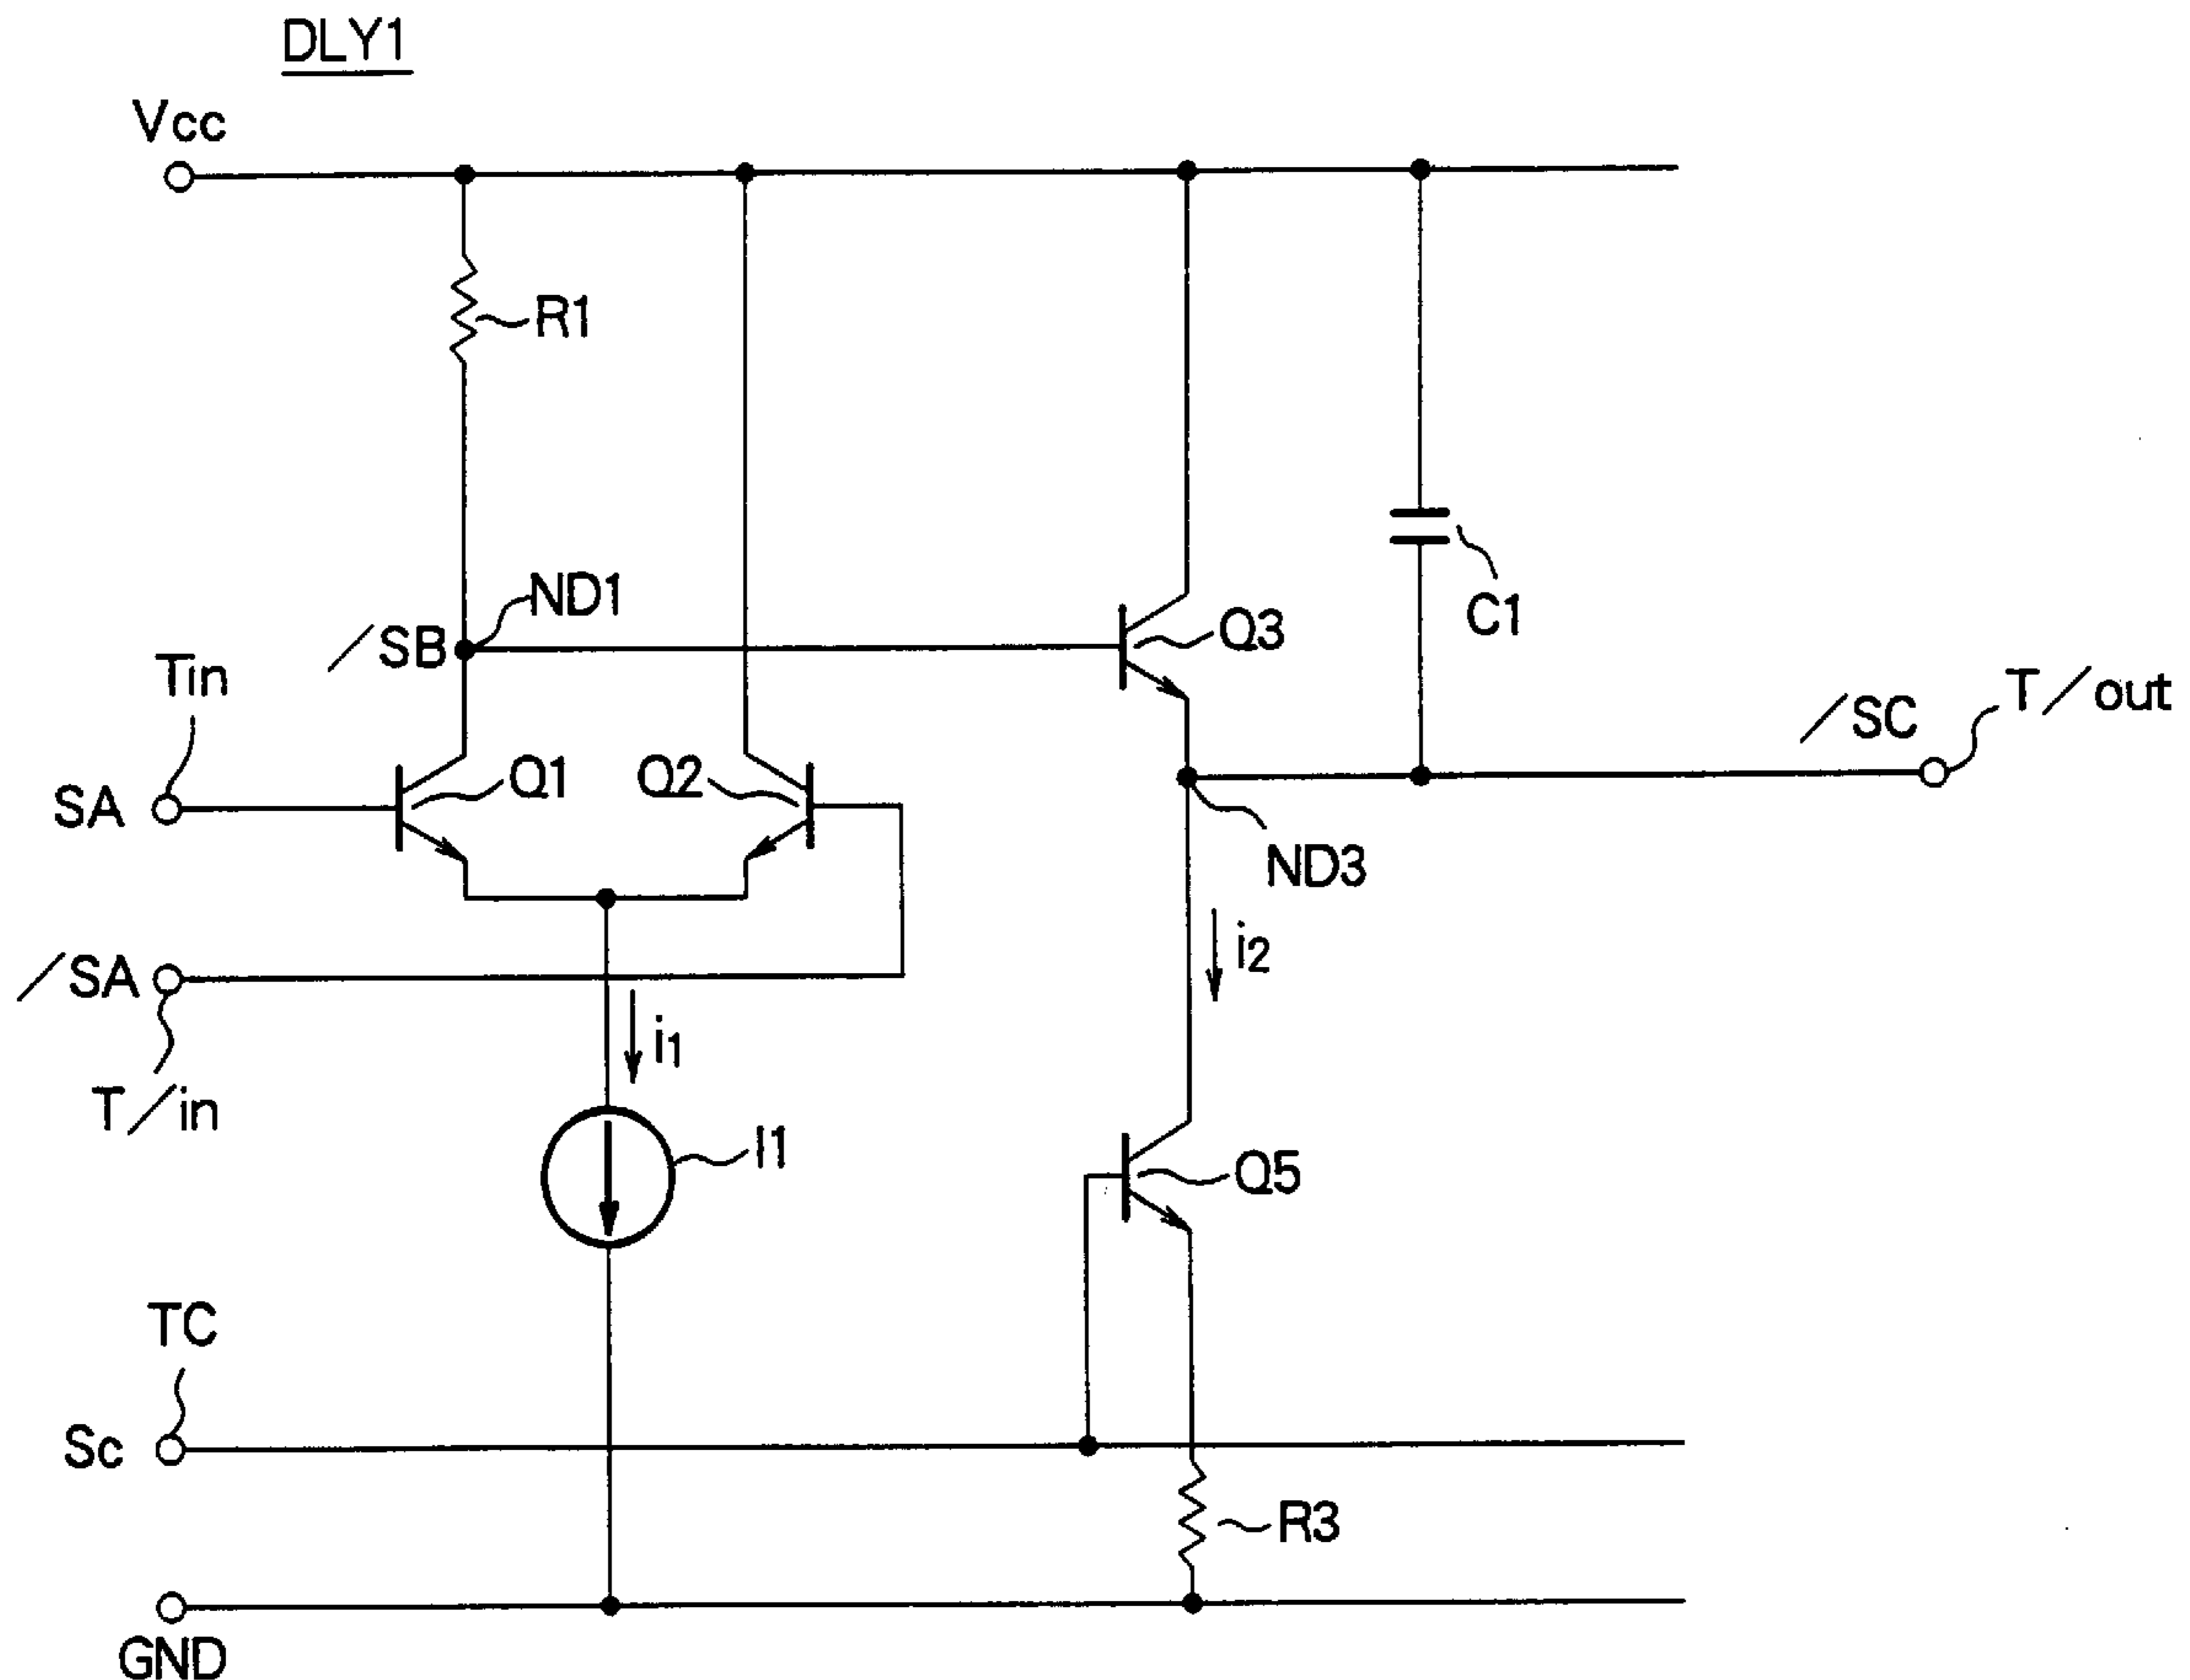 DLY1
Vcc
R1
ND1
/SB
Q3
C1
Tin
T/out
/SC
SA
Q1
Q2
ND3
i2
/SA
i1
T/in
I1
Q5
TC
Sc
R3
GND